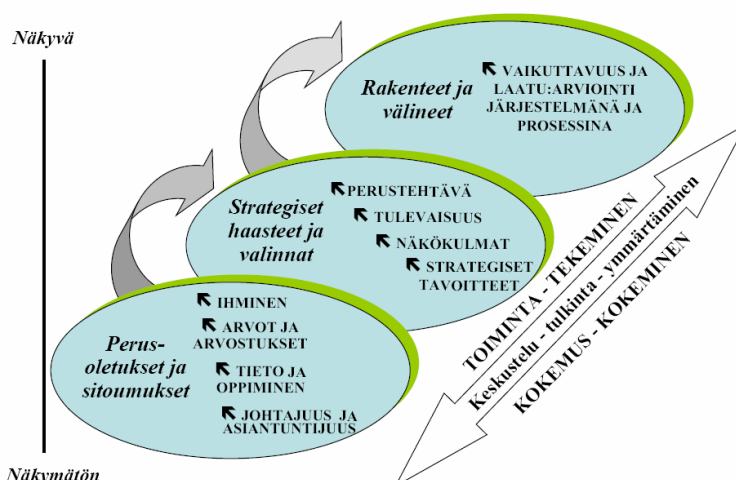 Näkyvä
Rakenteet ja
välineet
VAIKUTTAVUUS JA
LAATU:ARVIOINTI
JÄRJESTELMÄNÄ JA
PROSESSINA
Strategiset
haasteet ja
valinnat
PERUSTEHTÄVÄ
TULEVAISUUS
NÄKÖKULMAT
STRATEGISET
TAVOITTEET
Perus-
oletukset ja
sitoumukset
IHMINEN
ARVOT JA
ARVOSTUKSET
TIETO JA
OPPIMINEN
JOHTAJUUS JA
ASIANTUNTIJUUS
TOIMINTA - TEKEMINEN
Keskustelu - tulkinta - ymmärtäminen
KOKEMUS - KOKEMINEN
Näkymätön